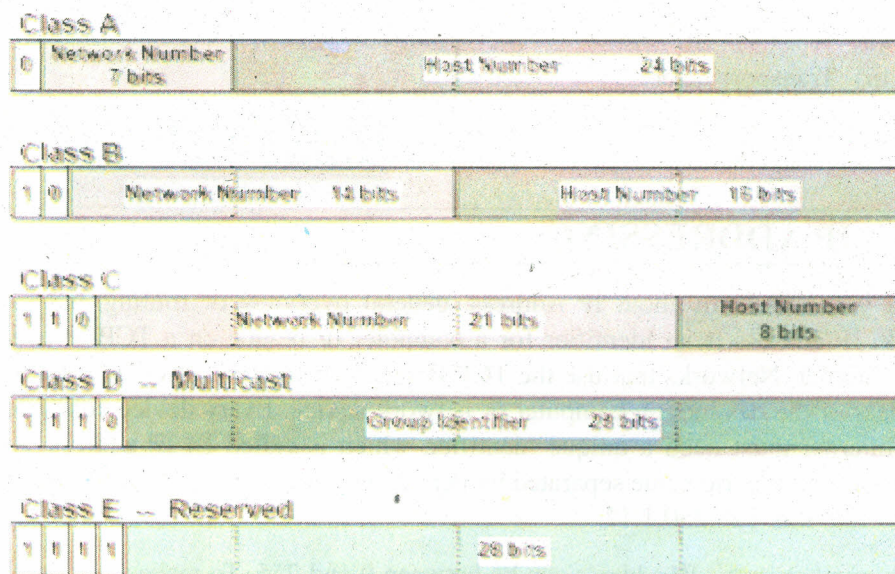 Class A
0 Network Number 7 bits Host Number 24 bits
Class B
1 0 Network Number 14 bits Host Number 16 bits
Class C
1 1 0 Network Number 21 bits Host Number 8 bits
Class D -- Multicast
1 1 1 0 Group Identifier 28 bits
Class E -- Reserved
1 1 1 1 28 bits